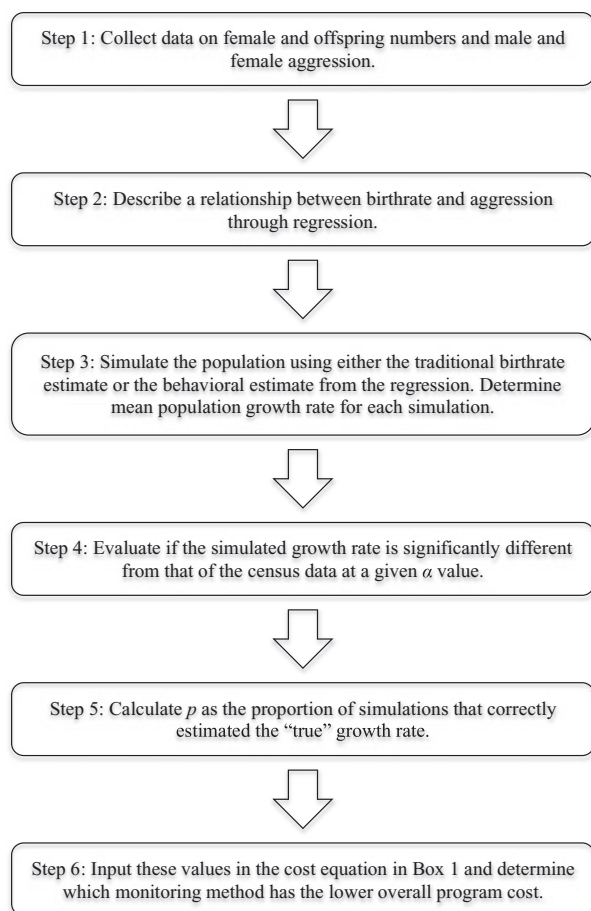 Step 1: Collect data on female and offspring numbers and male and
female aggression.
Step 2: Describe a relationship between birthrate and aggression
through regression.
Step 3: Simulate the population using either the traditional birthrate
estimate or the behavioral estimate from the regression. Determine
mean population growth rate for each simulation.
Step 4: Evaluate if the simulated growth rate is significantly different
from that of the census data at a given α value.
Step 5: Calculate p as the proportion of simulations that correctly
estimated the “true” growth rate.
Step 6: Input these values in the cost equation in Box 1 and determine
which monitoring method has the lower overall program cost.